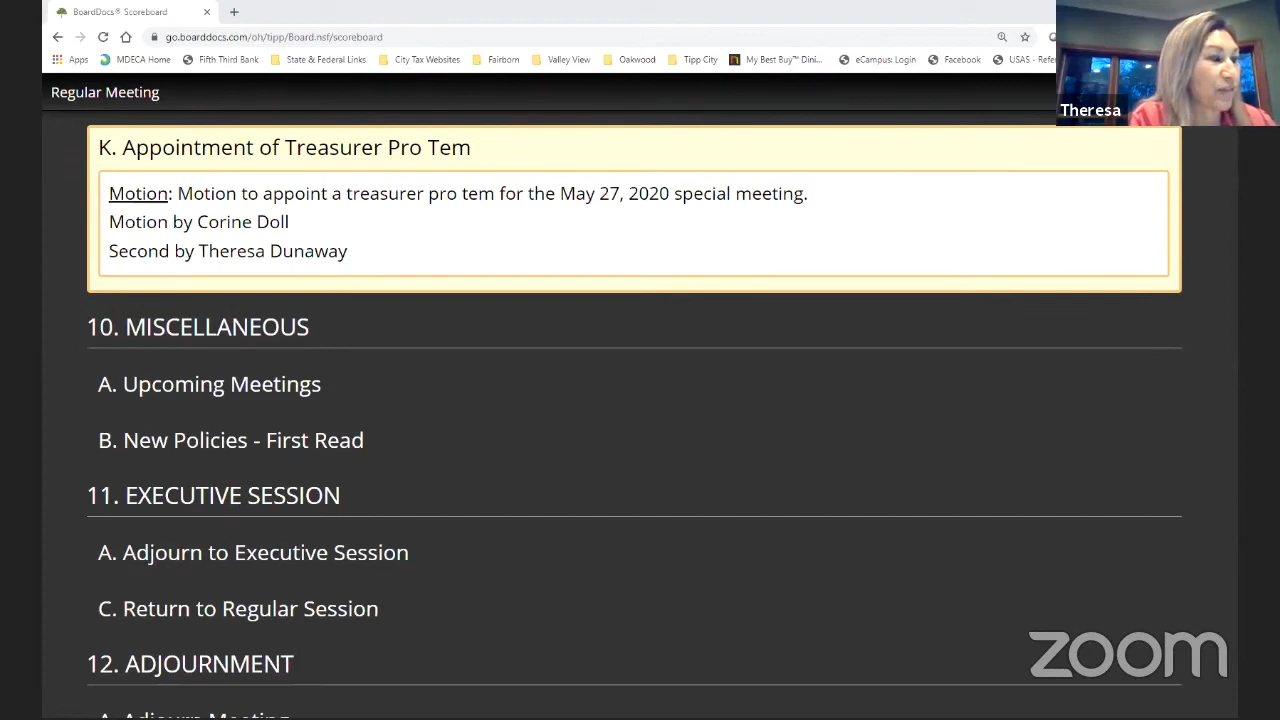 BoardDocs® Scoreboard
go.boarddocs.com/oh/tipp/Board.nsf/scoreboard
Apps MDECA Home Fifth Third Bank State & Federal Links City Tax Websites Fairborn Valley View Oakwood Tipp City My Best Buy™ Dini... eCampus: Login Facebook USAS - Refe
Regular Meeting
Theresa
K. Appointment of Treasurer Pro Tem
Motion: Motion to appoint a treasurer pro tem for the May 27, 2020 special meeting.
Motion by Corine Doll
Second by Theresa Dunaway
10. MISCELLANEOUS
A. Upcoming Meetings
B. New Policies - First Read
11. EXECUTIVE SESSION
A. Adjourn to Executive Session
C. Return to Regular Session
12. ADJOURNMENT
A. Adjourn Meeting
zoom